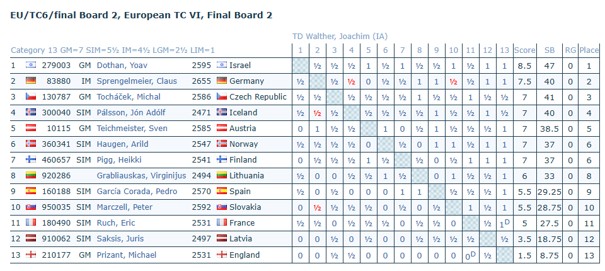 EU/TC6/final Board 2, European TC VI, Final Board 2
TD Walther, Joachim (IA)
Category 13 GM=7 SIM=5½ IM=4½ LGM=2½ LIM=1 1 2 3 4 5 6 7 8 9 10 11 12 13 Score SB RG Place
1 279003 GM Dothan, Yoav 2595 Israel ½ ½ ½ 1 ½ ½ 1 ½ 1 ½ 1 1 8.5 47 0 1
2 83880 IM Sprengelmeier, Claus 2655 Germany ½ ½ ½ 0 ½ ½ 1 1 ½ ½ 1 1 7.5 40 0 2
3 130787 GM Tocháček, Michal 2586 Czech Republic ½ ½ ½ ½ ½ ½ ½ 1 ½ 1 ½ ½ 7 41 0 3
4 300040 SIM Pálsson, Jón Adólf 2471 Iceland ½ ½ ½ ½ ½ ½ ½ 1 ½ ½ ½ 1 7 40 0 4
5 10115 GM Teichmeister, Sven 2585 Austria 0 1 ½ ½ ½ ½ ½ ½ ½ ½ 1 1 7 38.5 0 5
6 360341 SIM Haugen, Arild 2547 Norway ½ ½ ½ ½ ½ ½ ½ ½ ½ ½ 1 1 7 37 0 6
7 460657 SIM Pigg, Heikki 2541 Finland ½ ½ ½ ½ ½ ½ ½ 0 1 ½ 1 1 7 37 0 6
8 920286 Grabliauskas, Virginijus 2494 Lithuania 0 0 ½ ½ ½ ½ ½ 0 ½ 1 1 1 6 33 0 8
9 160188 SIM García Corada, Pedro 2570 Spain ½ 0 0 0 ½ ½ 1 1 ½ ½ ½ ½ 5.5 29.25 0 9
10 950035 SIM Marczell, Peter 2592 Slovakia 0 ½ ½ ½ ½ ½ 0 ½ ½ 1 ½ ½ 5.5 28.75 0 10
11 180490 SIM Ruch, Eric 2531 France ½ ½ 0 ½ ½ ½ ½ 0 ½ 0 ½ 1D 5 27.5 0 11
12 910062 SIM Saksis, Juris 2497 Latvia 0 0 ½ ½ 0 0 0 0 ½ ½ ½ 1 3.5 18.75 0 12
13 210177 GM Prizant, Michael 2531 England 0 0 ½ 0 0 0 0 0 ½ ½ 0D 0 1.5 8.75 0 13